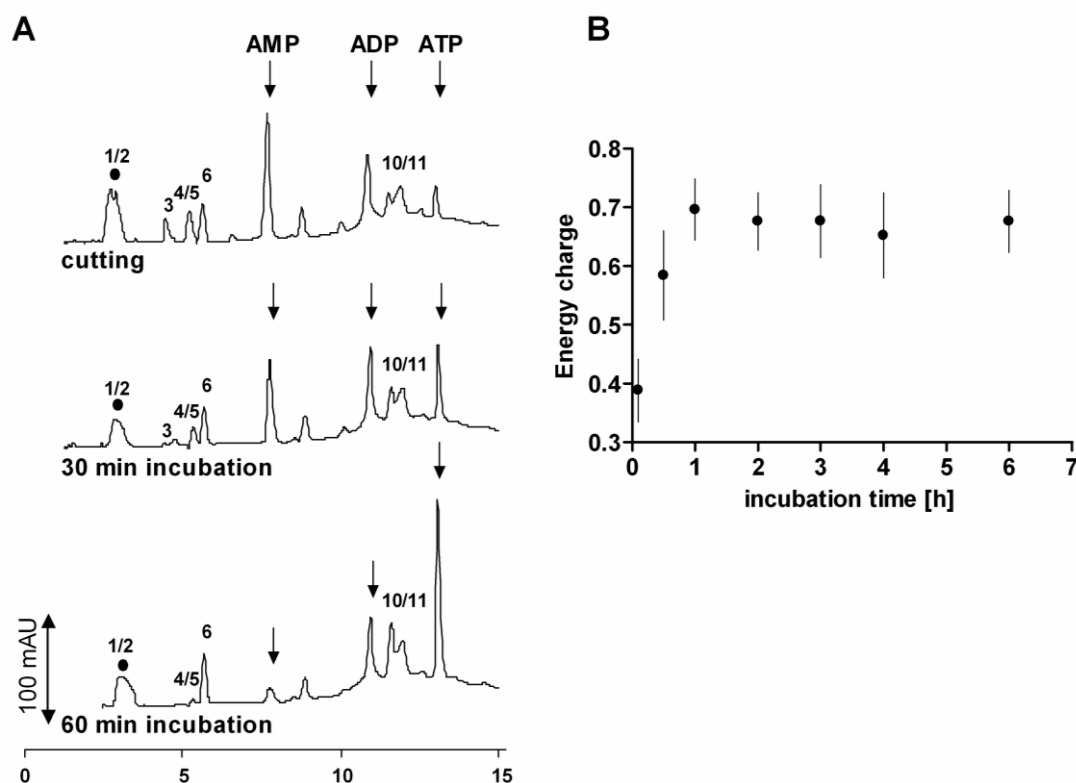 A
AMP ADP ATP
1/2 3 4/5 6 10/11
cutting
1/2 3 4/5 6 10/11
30 min incubation
100 mAU
1/2 4/5 6 10/11
60 min incubation
0 5 10 15
B
Energy charge
0.8
0.7
0.6
0.5
0.4
0.3
0 1 2 3 4 5 6 7
incubation time [h]